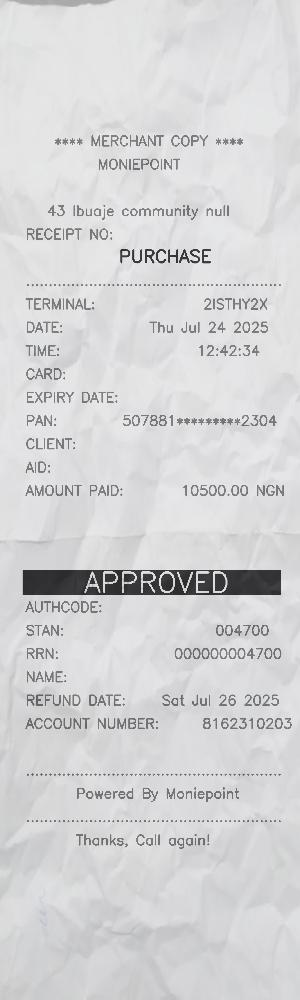 **** MERCHANT COPY ****
MONIEPOINT
43 Ibuaje community null
RECEIPT NO:
PURCHASE
TERMINAL: 2ISTHY2X
DATE: Thu Jul 24 2025
TIME: 12:42:34
CARD:
EXPIRY DATE:
PAN: 507881*********2304
CLIENT:
AID:
AMOUNT PAID: 10500.00 NGN
APPROVED
AUTHCODE:
STAN: 004700
RRN: 000000004700
NAME:
REFUND DATE: Sat Jul 26 2025
ACCOUNT NUMBER: 8162310203
Powered By Moniepoint
Thanks, Call again!